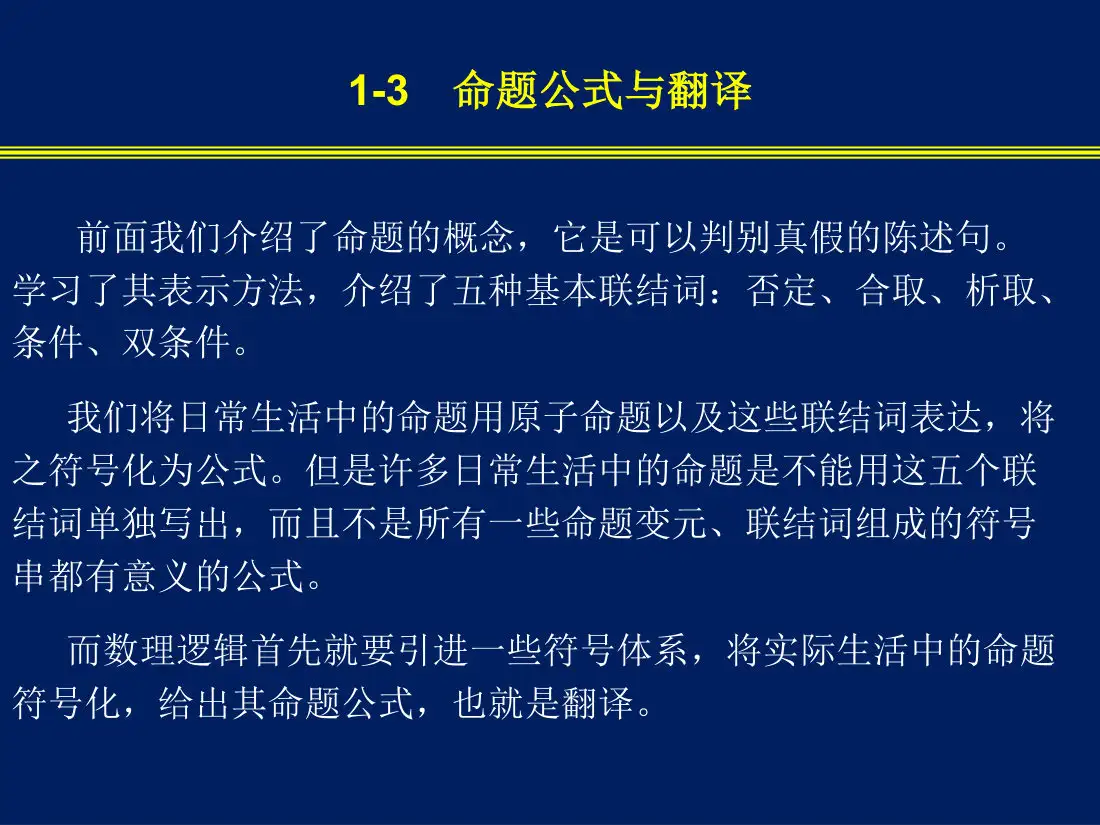 1-3 命题公式与翻译
前面我们介绍了命题的概念，它是可以判别真假的陈述句。
学习了其表示方法，介绍了五种基本联结词：否定、合取、析取、
条件、双条件。
我们将日常生活中的命题用原子命题以及这些联结词表达，将
之符号化为公式。但是许多日常生活中的命题是不能用这五个联
结词单独写出，而且不是所有一些命题变元、联结词组成的符号
串都有意义的公式。
而数理逻辑首先就要引进一些符号体系，将实际生活中的命题
符号化，给出其命题公式，也就是翻译。